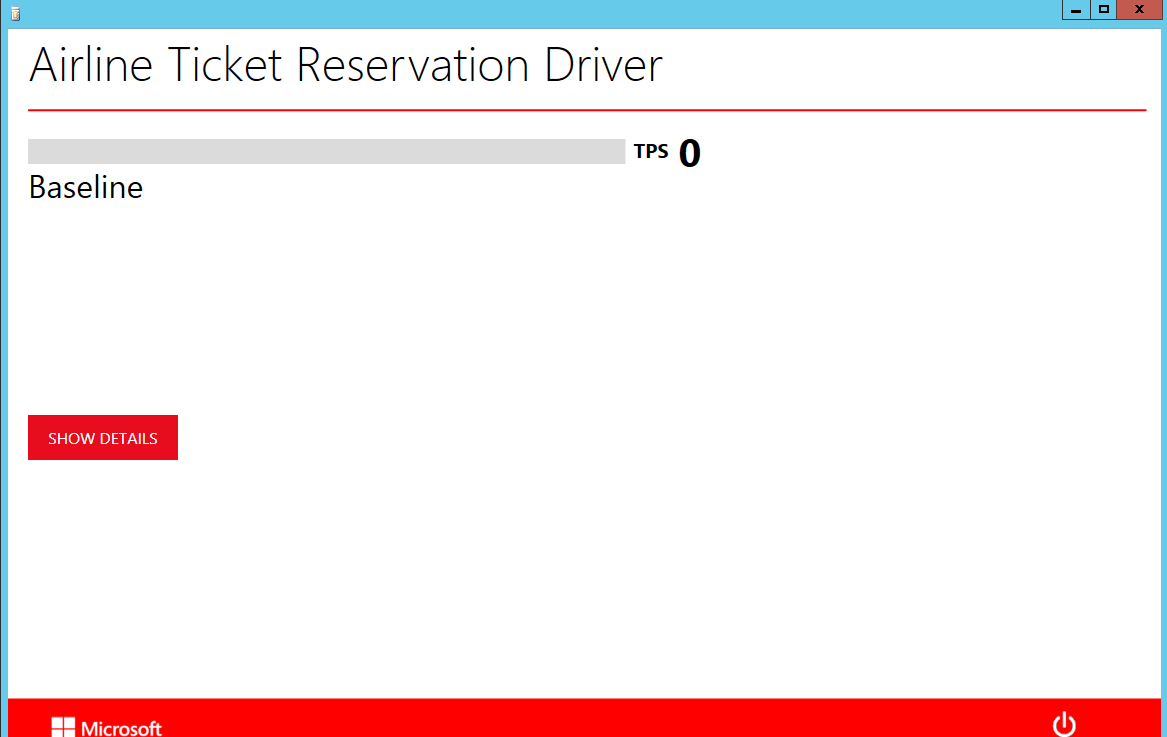 Airline Ticket Reservation Driver
TPS 0
Baseline
SHOW DETAILS
Microsoft